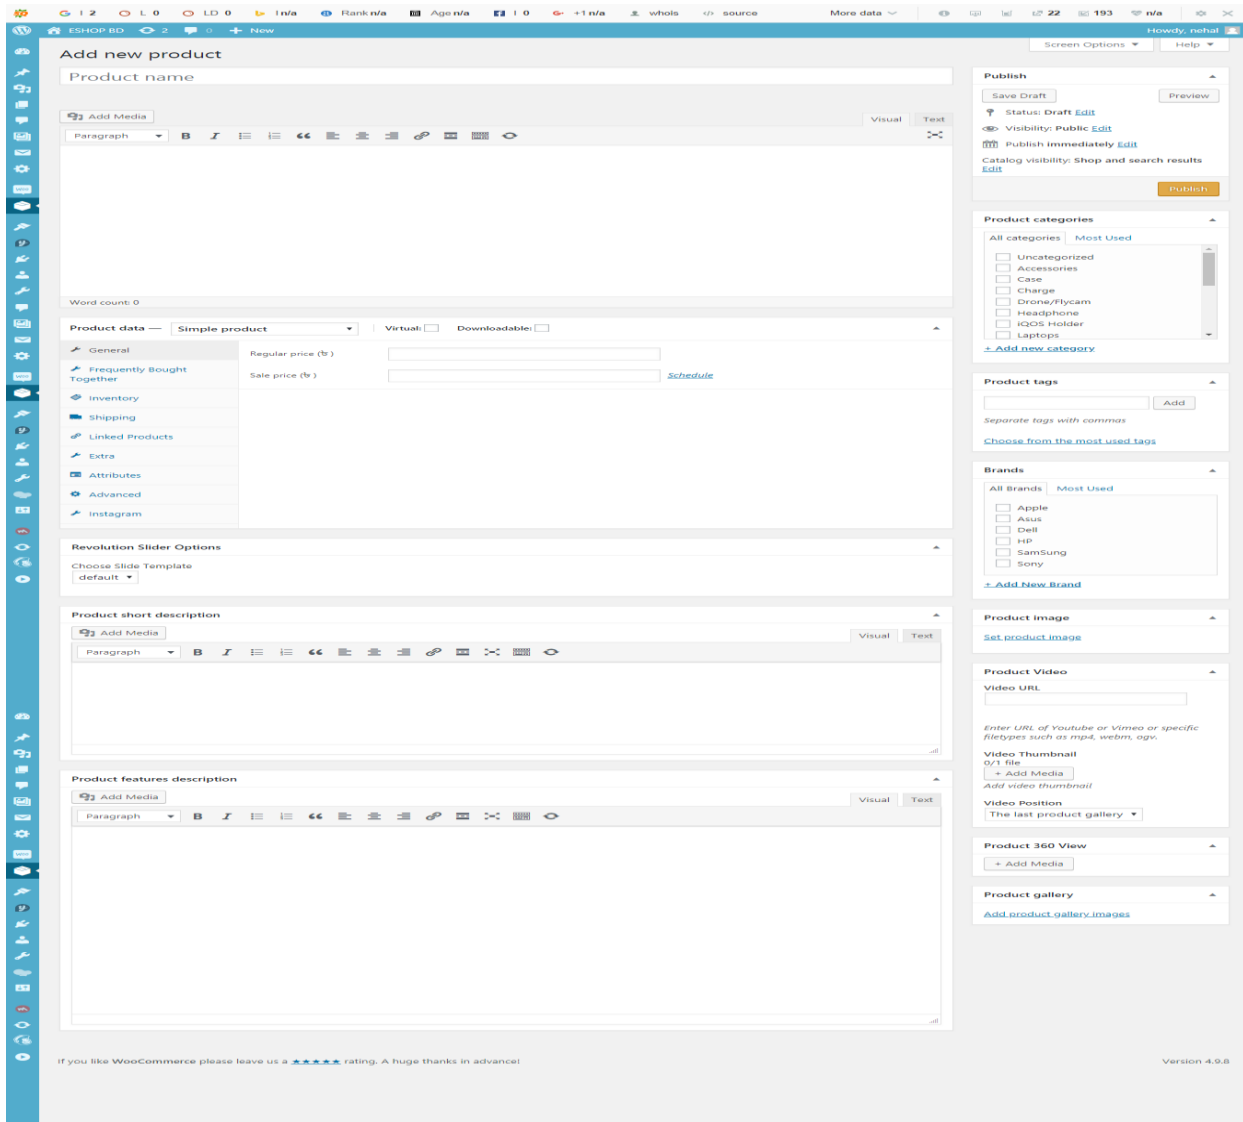 I 2 L 0 LD 0 I n/a Rank n/a Age n/a I 0 +1 n/a whois </> source More data 22 193 n/a
ESHOP BD 2 0 + New Howdy, nehal
Add new product
Screen Options Help
Product name
Add Media
Visual Text
Paragraph B I
Word count: 0
Product data — Simple product Virtual: Downloadable:
General
Frequently Bought
Together
Inventory
Shipping
Linked Products
Extra
Attributes
Advanced
Instagram
Regular price (৳ )
Sale price (৳ ) Schedule
Revolution Slider Options
Choose Slide Template
default
Product short description
Add Media
Visual Text
Paragraph B I
Product features description
Add Media
Visual Text
Paragraph B I
Publish
Save Draft Preview
Status: Draft Edit
Visibility: Public Edit
Publish immediately Edit
Catalog visibility: Shop and search results
Edit
Publish
Product categories
All categories Most Used
Uncategorized
Accessories
Case
Charge
Drone/Flycam
Headphone
iQOS Holder
Laptops
+ Add new category
Product tags
Add
Separate tags with commas
Choose from the most used tags
Brands
All Brands Most Used
Apple
Asus
Dell
HP
SamSung
Sony
+ Add New Brand
Product image
Set product image
Product Video
Video URL
Enter URL of Youtube or Vimeo or specific
filetypes such as mp4, webm, ogv.
Video Thumbnail
0/1 file
+ Add Media
Add video thumbnail
Video Position
The last product gallery
Product 360 View
+ Add Media
Product gallery
Add product gallery images
If you like WooCommerce please leave us a ★★★★★ rating. A huge thanks in advance!
Version 4.9.8